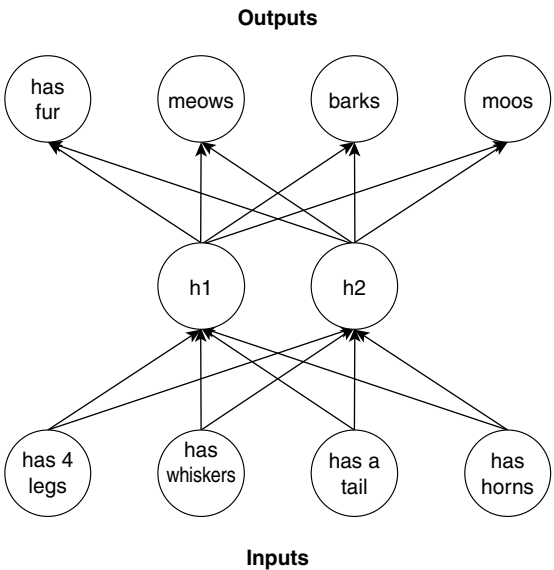 Outputs
has
fur
meows
barks
moos
h1
h2
has 4
legs
has
whiskers
has a
tail
has
horns
Inputs